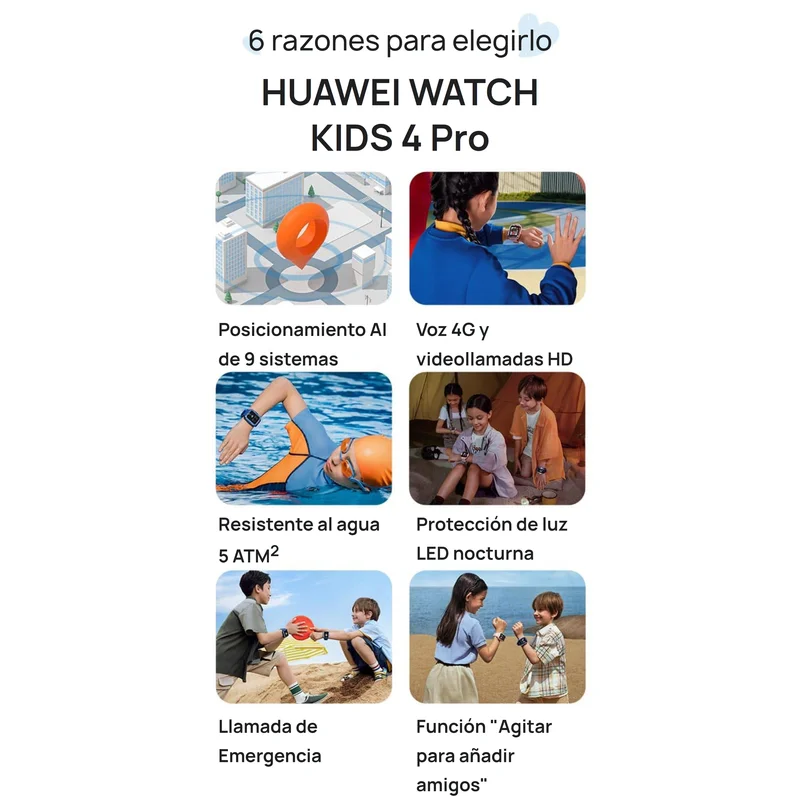 6 razones para elegirlo
HUAWEI WATCH
KIDS 4 Pro
Posicionamiento AI
de 9 sistemas
Voz 4G y
videollamadas HD
Resistente al agua
5 ATM²
Protección de luz
LED nocturna
Llamada de
Emergencia
Función "Agitar
para añadir
amigos"